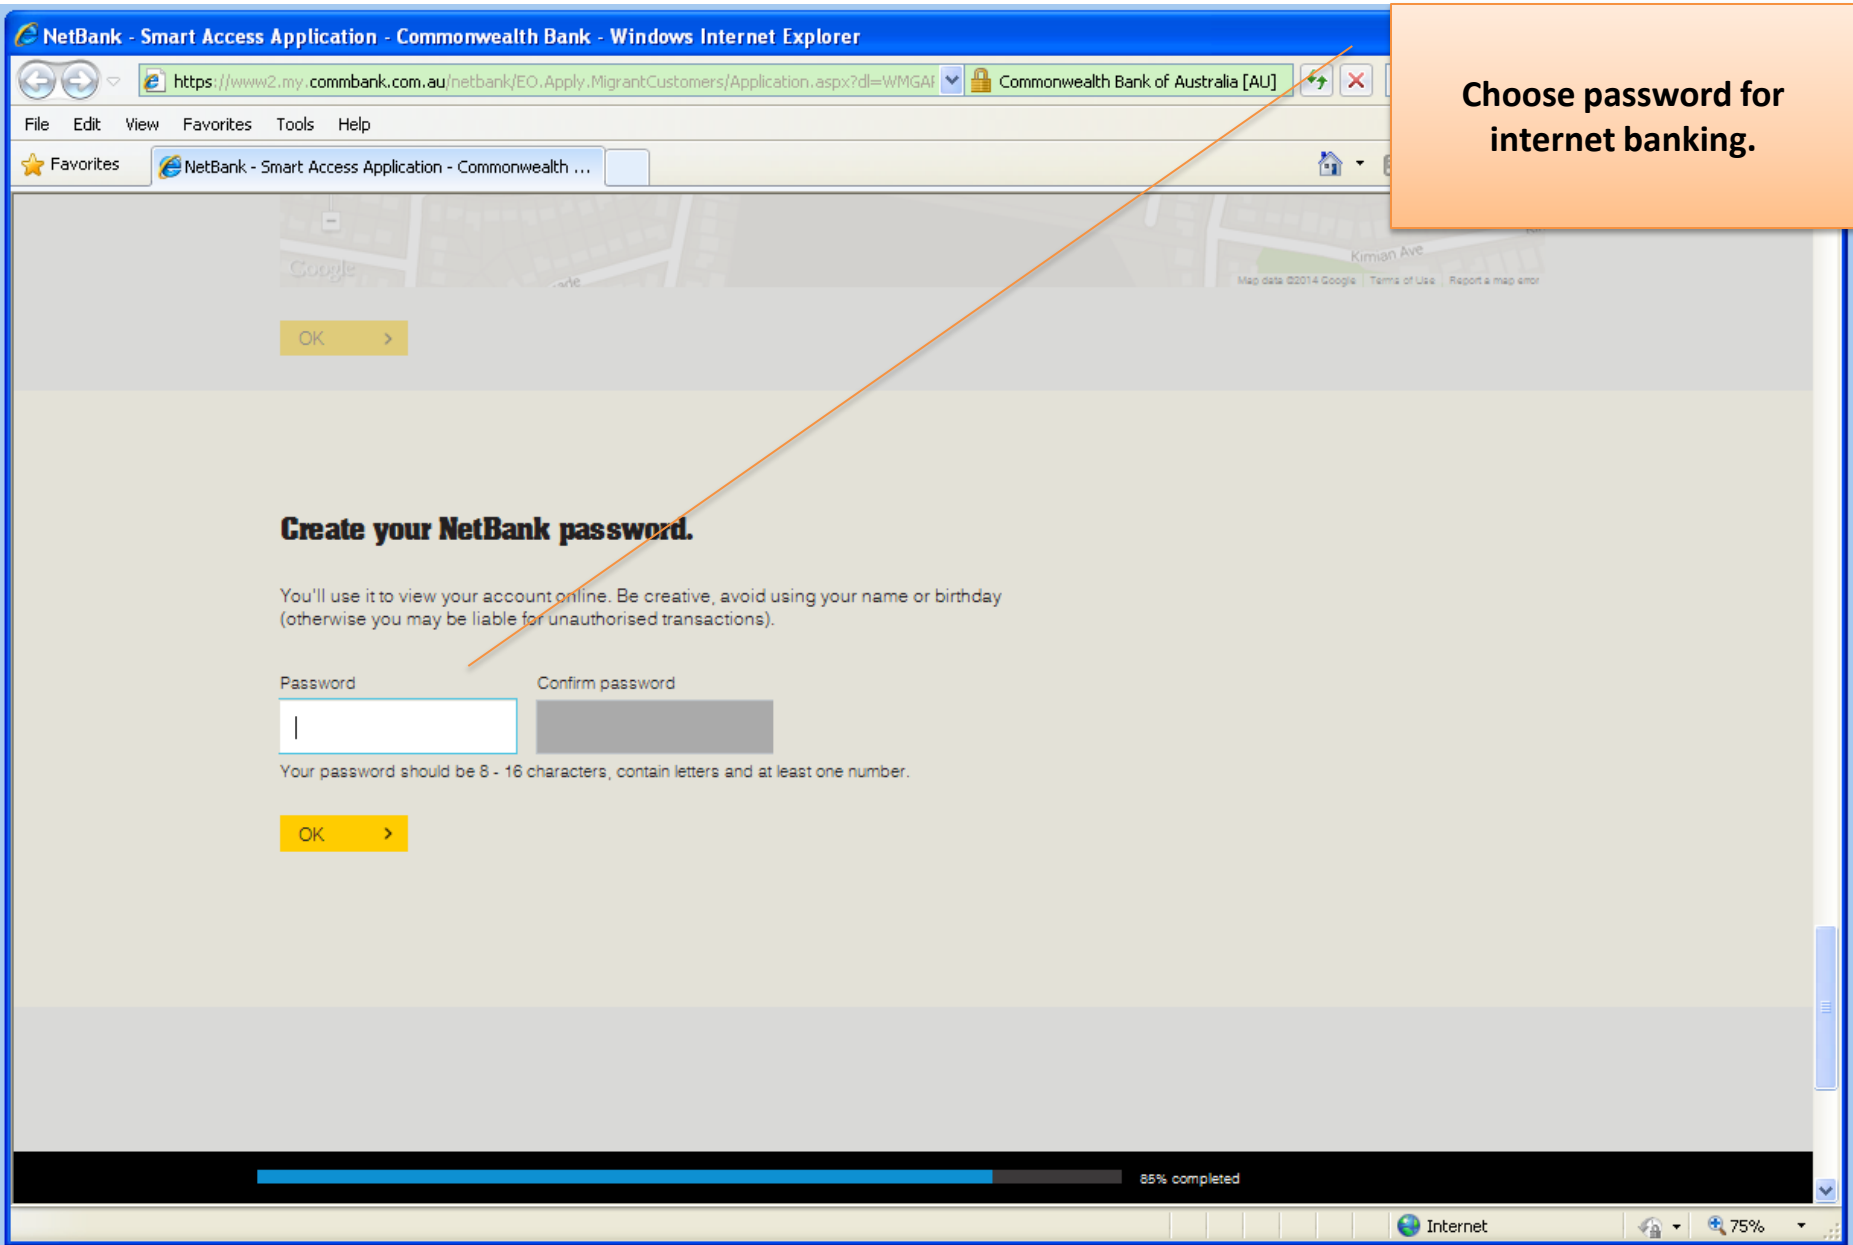 NetBank - Smart Access Application - Commonwealth Bank - Windows Internet Explorer
https://www2.my.commbank.com.au/netbank/EO.Apply.MigrantCustomers/Application.aspx?dl=WMGAF
Commonwealth Bank of Australia [AU]
Choose password for
internet banking.
File Edit View Favorites Tools Help
Favorites
NetBank - Smart Access Application - Commonwealth ...
Kimian Ave
Google
Map data ©2014 Google Terms of Use Report a map error
OK
Create your NetBank password.
You'll use it to view your account online. Be creative, avoid using your name or birthday
(otherwise you may be liable for unauthorised transactions).
Password Confirm password
Your password should be 8 - 16 characters, contain letters and at least one number.
OK
85% completed
Internet 75%